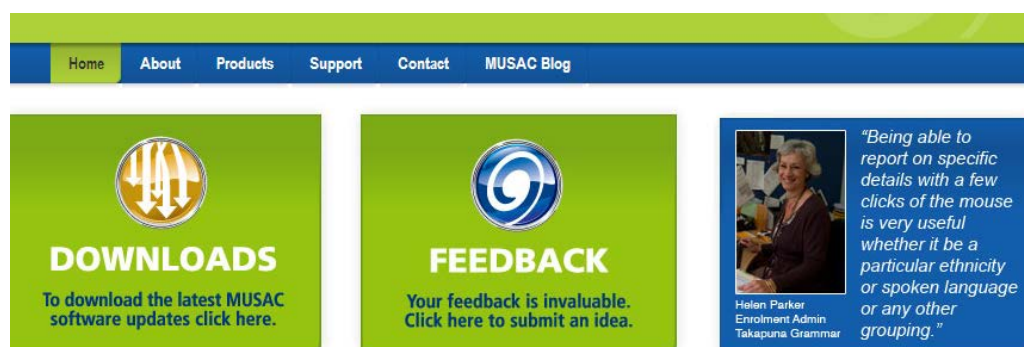 Home About Products Support Contact MUSAC Blog
DOWNLOADS
To download the latest MUSAC
software updates click here.
FEEDBACK
Your feedback is invaluable.
Click here to submit an idea.
Helen Parker
Enrolment Admin
Takapuna Grammar
“Being able to
report on specific
details with a few
clicks of the mouse
is very useful
whether it be a
particular ethnicity
or spoken language
or any other
grouping.”